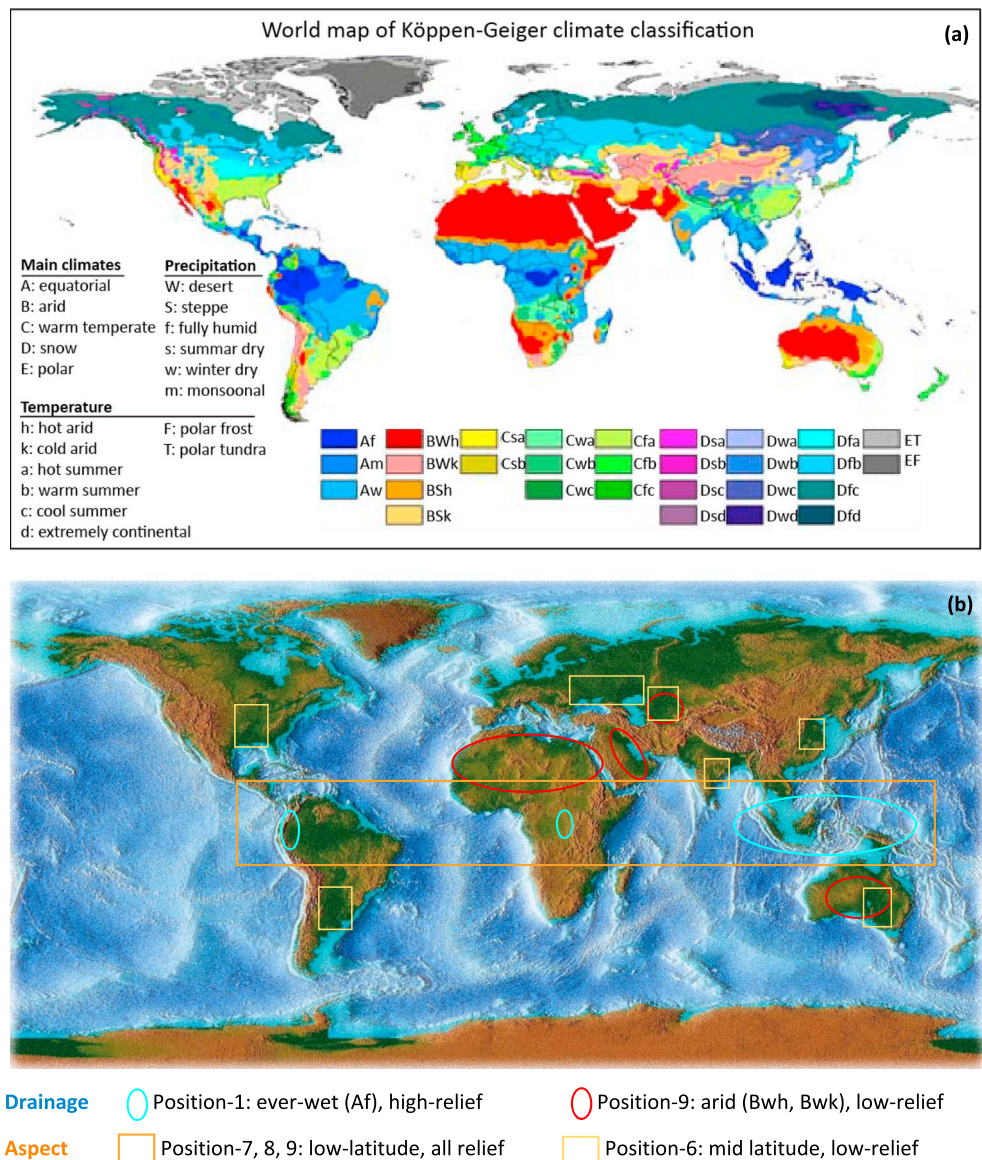 World map of Köppen-Geiger climate classification
(a)
Main climates
A: equatorial
B: arid
C: warm temperate
D: snow
E: polar
Precipitation
W: desert
S: steppe
f: fully humid
s: summar dry
w: winter dry
m: monsoonal
Temperature
h: hot arid
k: cold arid
a: hot summer
b: warm summer
c: cool summer
d: extremely continental
F: polar frost
T: polar tundra
Af BWh Csa Cwa Cfa Dsa Dwa Dfa ET
Am BWk Csb Cwb Cfb Dsb Dwb Dfb EF
Aw BSh Cwc Cfc Dsc Dwc Dfc
BSk Dsd Dwd Dfd
(b)
Drainage Position-1: ever-wet (Af), high-relief Position-9: arid (Bwh, Bwk), low-relief
Aspect Position-7, 8, 9: low-latitude, all relief Position-6: mid latitude, low-relief